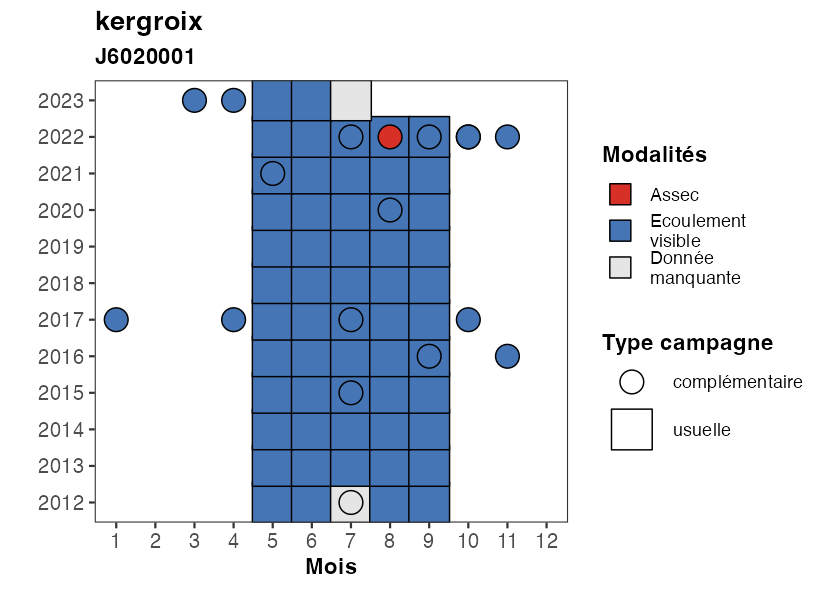 kergroix
J6020001
2023
2022
2021
2020
2019
2018
2017
2016
2015
2014
2013
2012
1 2 3 4 5 6 7 8 9 10 11 12
Mois
Modalités
Assec
Ecoulement
visible
Donnée
manquante
Type campagne
complémentaire
usuelle